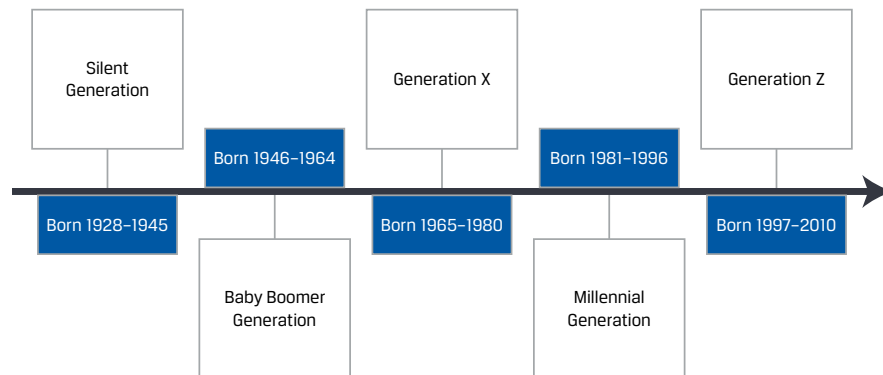 Silent
Generation
Born 1928–1945
Born 1946–1964
Baby Boomer
Generation
Generation X
Born 1965–1980
Born 1981–1996
Millennial
Generation
Generation Z
Born 1997–2010